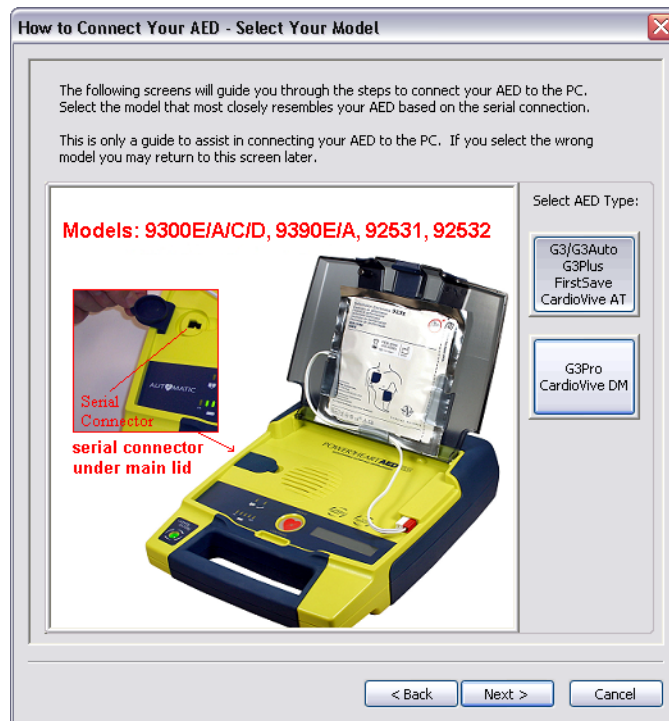 How to Connect Your AED - Select Your Model
The following screens will guide you through the steps to connect your AED to the PC.
Select the model that most closely resembles your AED based on the serial connection.
This is only a guide to assist in connecting your AED to the PC. If you select the wrong
model you may return to this screen later.
Select AED Type:
Models: 9300E/A/C/D, 9390E/A, 92531, 92532
G3/G3Auto
G3Plus
FirstSave
CardioVive AT
G3Pro
CardioVive DM
AUTOMATIC
Serial
Connector
serial connector
under main lid
9131
POWERHEART AED
< Back
Next >
Cancel